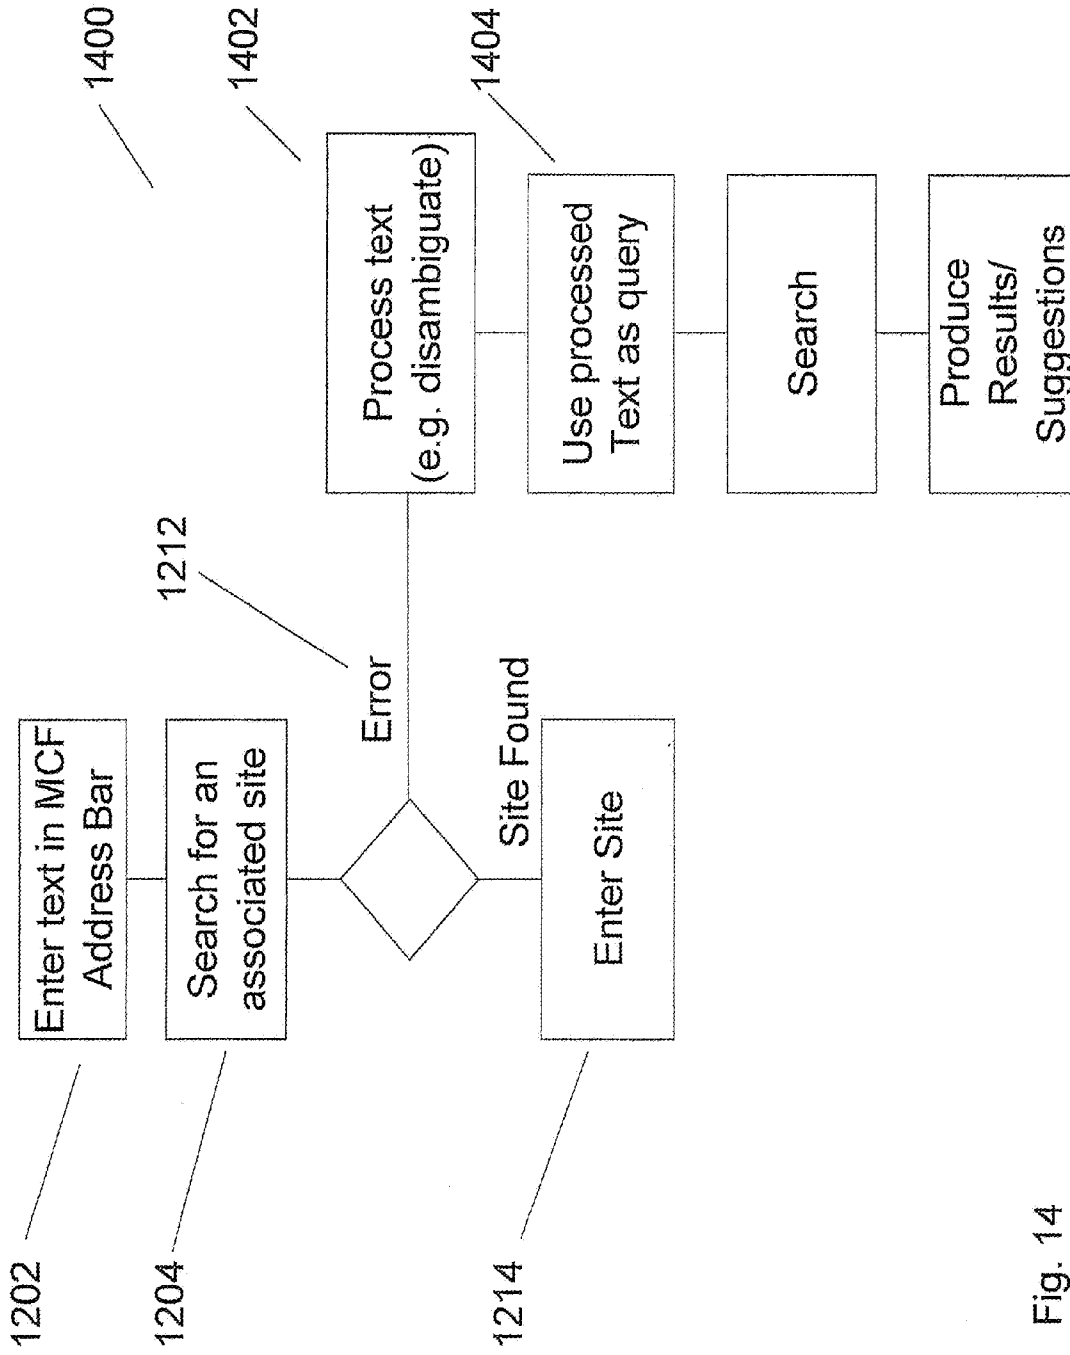 1400
1202
Enter text in MCF
Address Bar
1204
Search for an
associated site
1212
Error
1402
Process text
(e.g. disambiguate)
1404
Use processed
Text as query
Search
Produce
Results/
Suggestions
Site Found
1214
Enter Site
Fig. 14